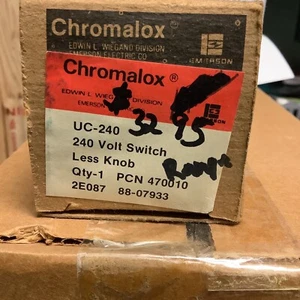 Chromalox
EDWIN L. WIEGAND DIVISION
EMERSON ELECTRIC CO.
EMERSON
Chromalox®
EDWIN L. WIEGAND DIVISION
EMERSON
$ 32 95
UC-240
240 Volt Switch
Less Knob
Range
Qty-1 PCN 470010
2E087 88-07933